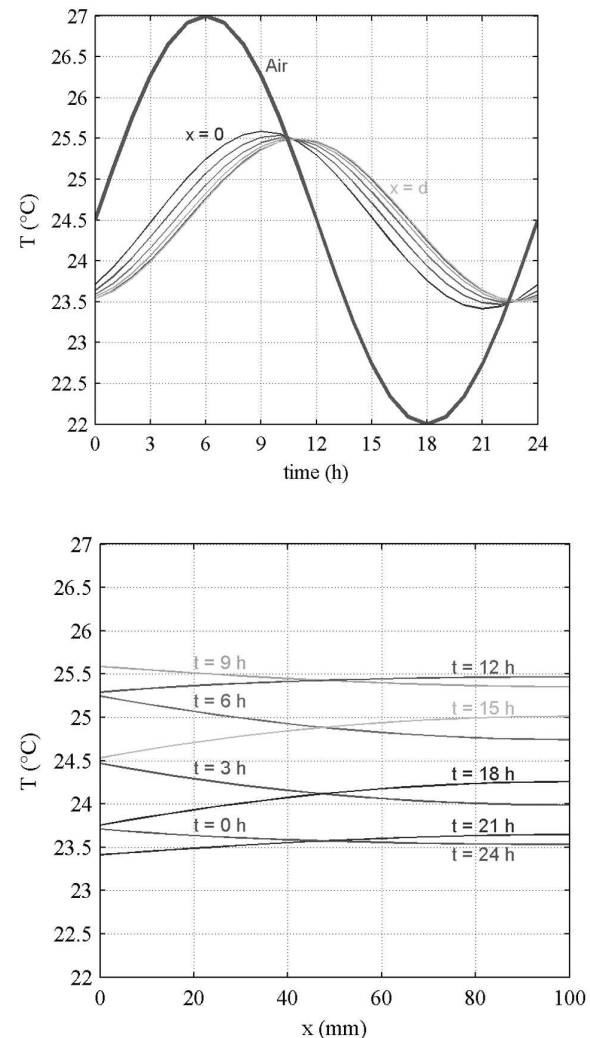 27
26.5
26
25.5
25
24.5
24
23.5
23
22.5
22
T (°C)
Air
x = 0
x = d
0 3 6 9 12 15 18 21 24
time (h)
27
26.5
26
25.5
25
24.5
24
23.5
23
22.5
22
T (°C)
t = 9 h
t = 12 h
t = 6 h
t = 15 h
t = 3 h
t = 18 h
t = 0 h
t = 21 h
t = 24 h
0 20 40 60 80 100
x (mm)